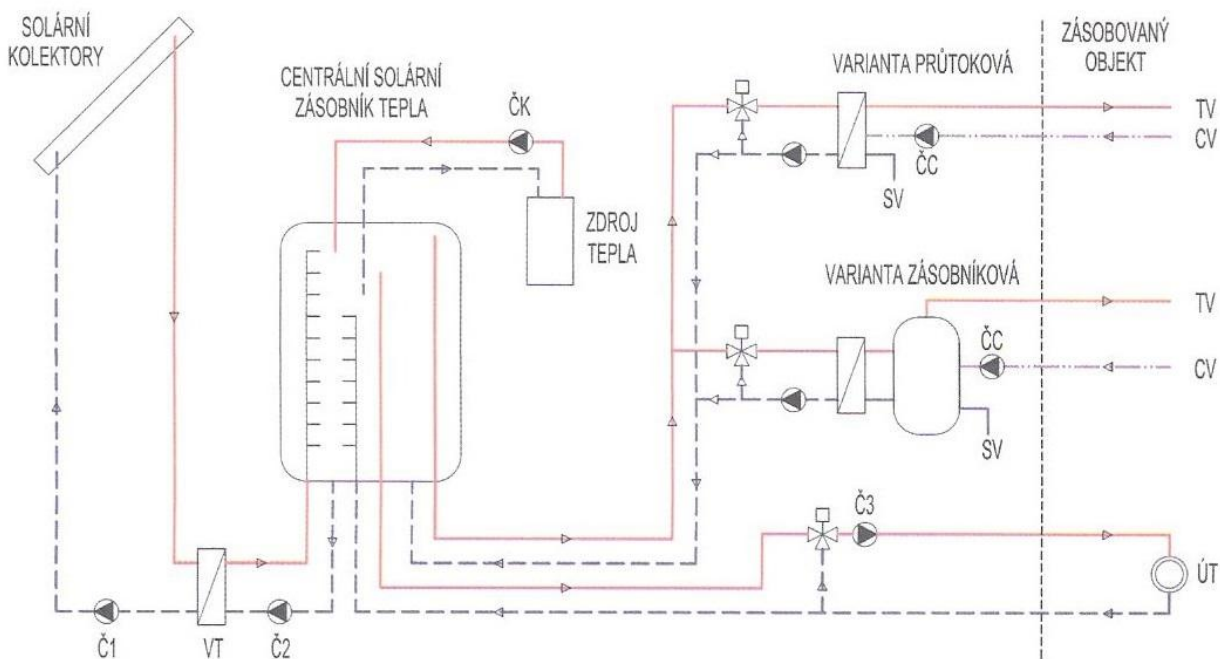 SOLÁRNÍ
KOLEKTORY
CENTRÁLNÍ SOLÁRNÍ
ZÁSOBNÍK TEPLA
ČK
ZDROJ
TEPLA
VARIANTA PRŮTOKOVÁ
ZÁSOBOVANÝ
OBJEKT
TV
CV
ČC
SV
VARIANTA ZÁSOBNÍKOVÁ
TV
ČC
CV
SV
Č3
ÚT
Č1
VT
Č2